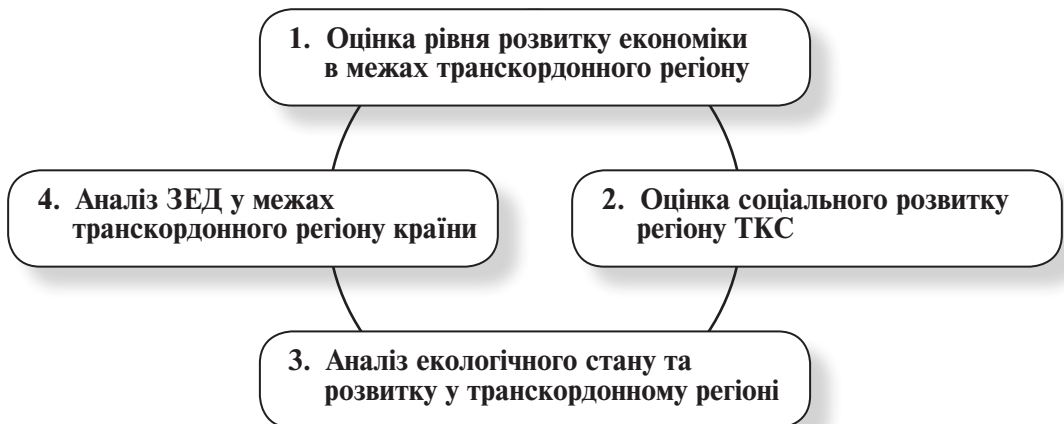 1. Оцінка рівня розвитку економіки
в межах транскордонного регіону
4. Аналіз ЗЕД у межах
транскордонного регіону країни
2. Оцінка соціального розвитку
регіону ТКС
3. Аналіз екологічного стану та
розвитку у транскордонному регіоні